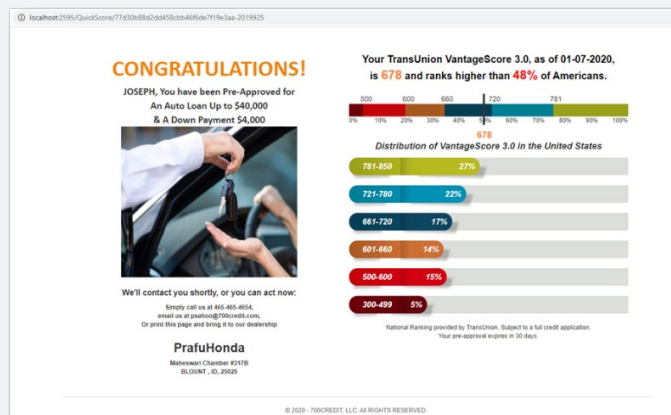 localhost:2595/QuickScore/77d30b88d2dd458cbb46f6de7f19e3aa-2019925
CONGRATULATIONS!
JOSEPH, You have been Pre-Approved for
An Auto Loan Up to $40,000
& A Down Payment $4,000
We'll contact you shortly, or you can act now:
Simply call us at 465-465-4654,
email us at psahoo@700credit.com,
Or print this page and bring it to our dealership
PrafuHonda
Maheswari Chamber #317B
BLOUNT , ID, 25025
Your TransUnion VantageScore 3.0, as of 01-07-2020,
is 678 and ranks higher than 48% of Americans.
500 600 660 720 781
0% 10% 20% 30% 40% 50% 60% 70% 80% 90% 100%
678
Distribution of VantageScore 3.0 in the United States
781-850 27%
721-780 22%
661-720 17%
601-660 14%
500-600 15%
300-499 5%
National Ranking provided by TransUnion, Subject to a full credit application.
Your pre-approval expires in 30 days.
© 2020 - 700CREDIT, LLC. All RIGHTS RESERVED.